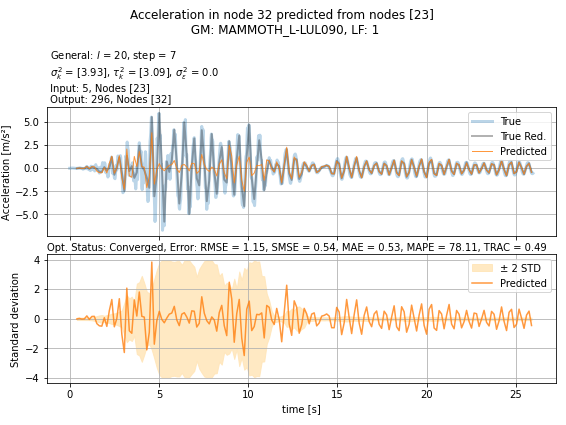 Acceleration in node 32 predicted from nodes [23]
GM: MAMMOTH_L-LUL090, LF: 1
General: l = 20, step = 7
σ²ₖ = [3.93], τ²ₖ = [3.09], σ²ₑ = 0.0
Input: 5, Nodes [23]
Output: 296, Nodes [32]
Acceleration [m/s²]
5.0
2.5
0.0
−2.5
−5.0
True
True Red.
Predicted
Opt. Status: Converged, Error: RMSE = 1.15, SMSE = 0.54, MAE = 0.53, MAPE = 78.11, TRAC = 0.49
Standard deviation
4
2
0
−2
−4
± 2 STD
Predicted
0
5
10
15
20
25
time [s]